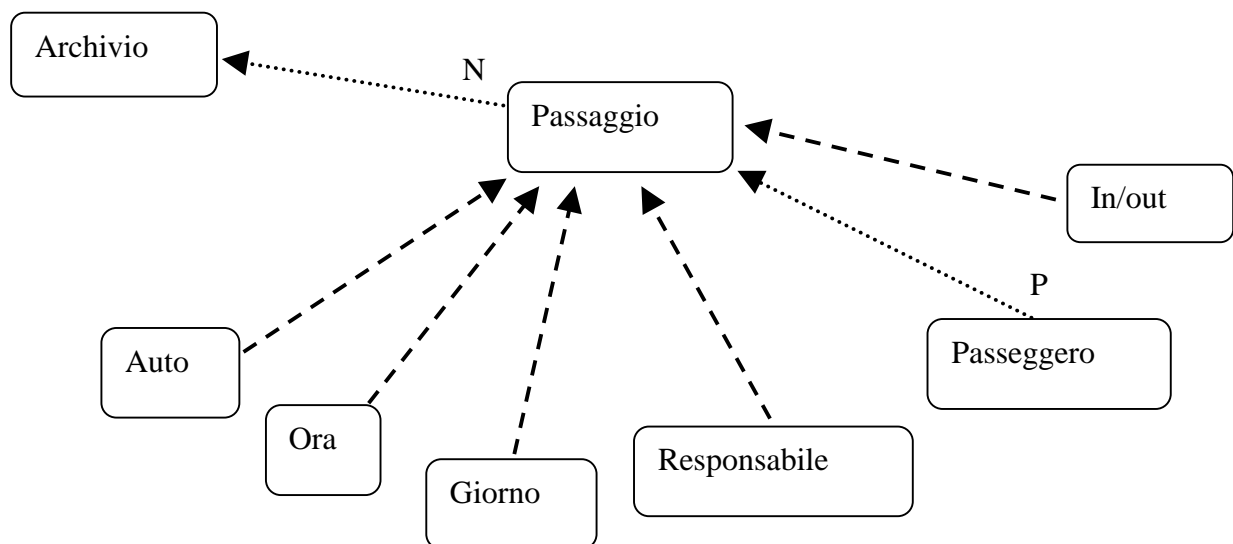 Archivio
N
Passaggio
In/out
P
Auto
Passeggero
Ora
Responsabile
Giorno